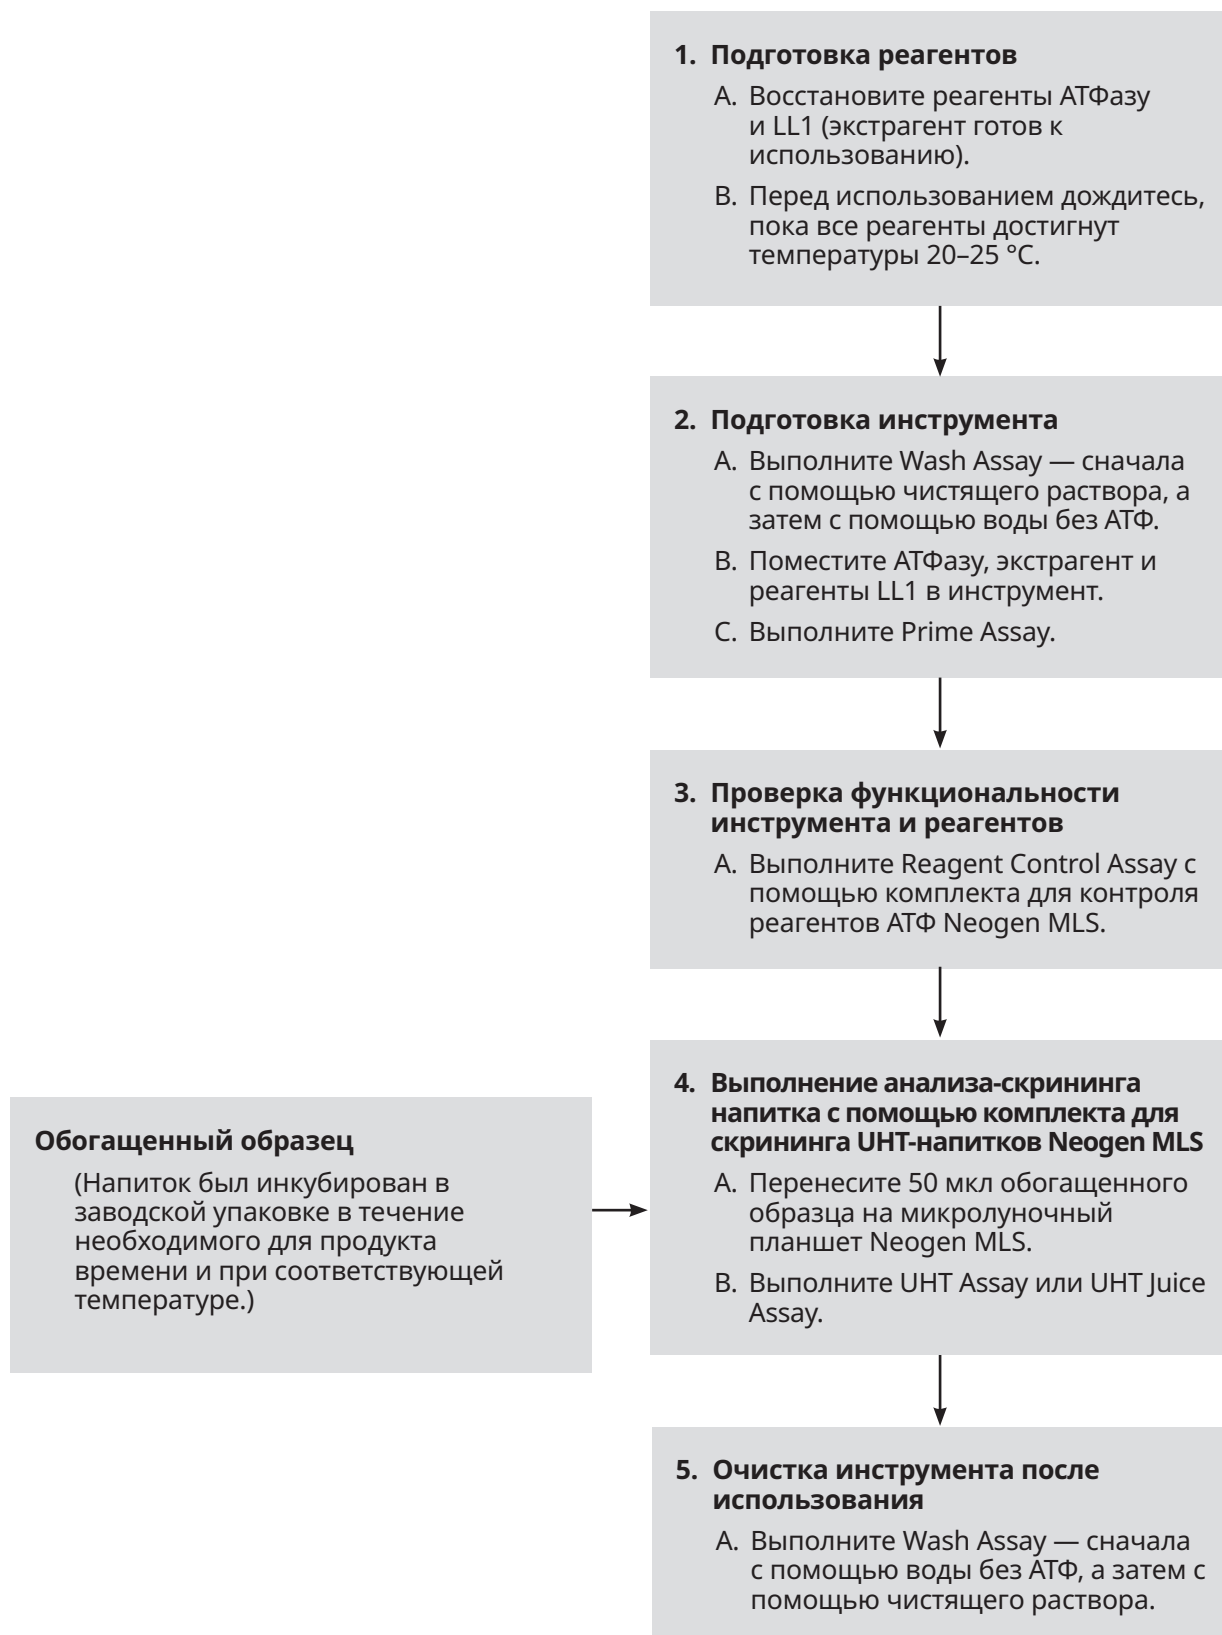 1. Подготовка реагентов
A. Восстановите реагенты АТФазу
и LL1 (экстрагент готов к
использованию).
B. Перед использованием дождитесь,
пока все реагенты достигнут
температуры 20–25 °C.
2. Подготовка инструмента
A. Выполните Wash Assay — сначала
с помощью чистящего раствора, а
затем с помощью воды без АТФ.
B. Поместите АТФазу, экстрагент и
реагенты LL1 в инструмент.
C. Выполните Prime Assay.
3. Проверка функциональности
инструмента и реагентов
A. Выполните Reagent Control Assay с
помощью комплекта для контроля
реагентов АТФ Neogen MLS.
Обогащенный образец
(Напиток был инкубирован в
заводской упаковке в течение
необходимого для продукта
времени и при соответствующей
температуре.)
4. Выполнение анализа-скрининга
напитка с помощью комплекта для
скрининга UHT-напитков Neogen MLS
A. Перенесите 50 мкл обогащенного
образца на микролуночный
планшет Neogen MLS.
B. Выполните UHT Assay или UHT Juice
Assay.
5. Очистка инструмента после
использования
A. Выполните Wash Assay — сначала
с помощью воды без АТФ, а затем с
помощью чистящего раствора.